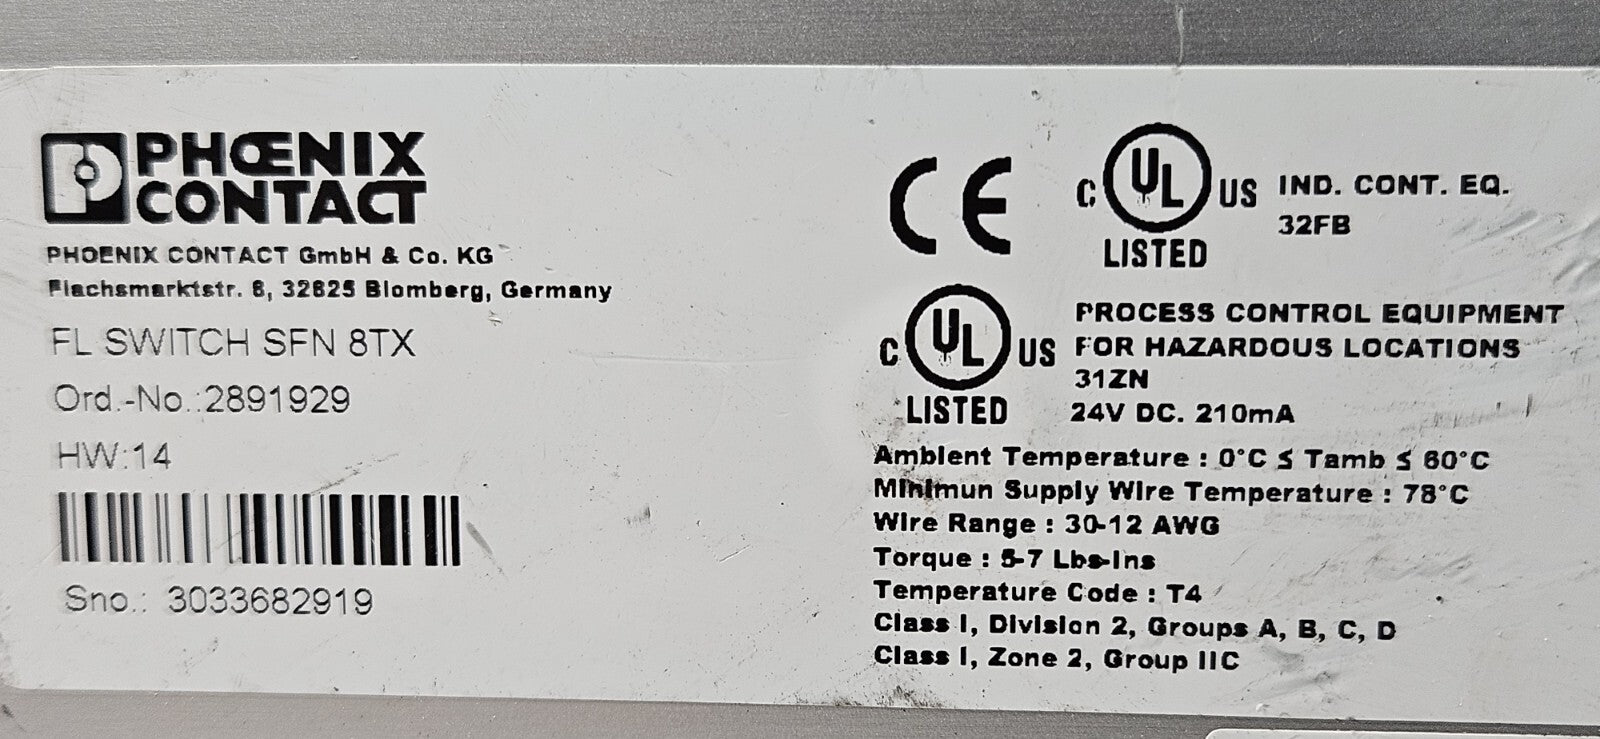 PHŒNIX
CONTACT
PHOENIX CONTACT GmbH & Co. KG
Flachsmarktstr. 8, 32825 Blomberg, Germany
FL SWITCH SFN 8TX
Ord.-No.:2891929
HW:14
Sno.: 3033682919
CE
C UL US IND. CONT. EQ.
LISTED 32FB
C UL US PROCESS CONTROL EQUIPMENT
LISTED FOR HAZARDOUS LOCATIONS
31ZN
24V DC. 210mA
Ambient Temperature : 0°C ≤ Tamb ≤ 60°C
Minimun Supply Wire Temperature : 78°C
Wire Range : 30-12 AWG
Torque : 5-7 Lbs-Ins
Temperature Code : T4
Class I, Division 2, Groups A, B, C, D
Class I, Zone 2, Group IIC